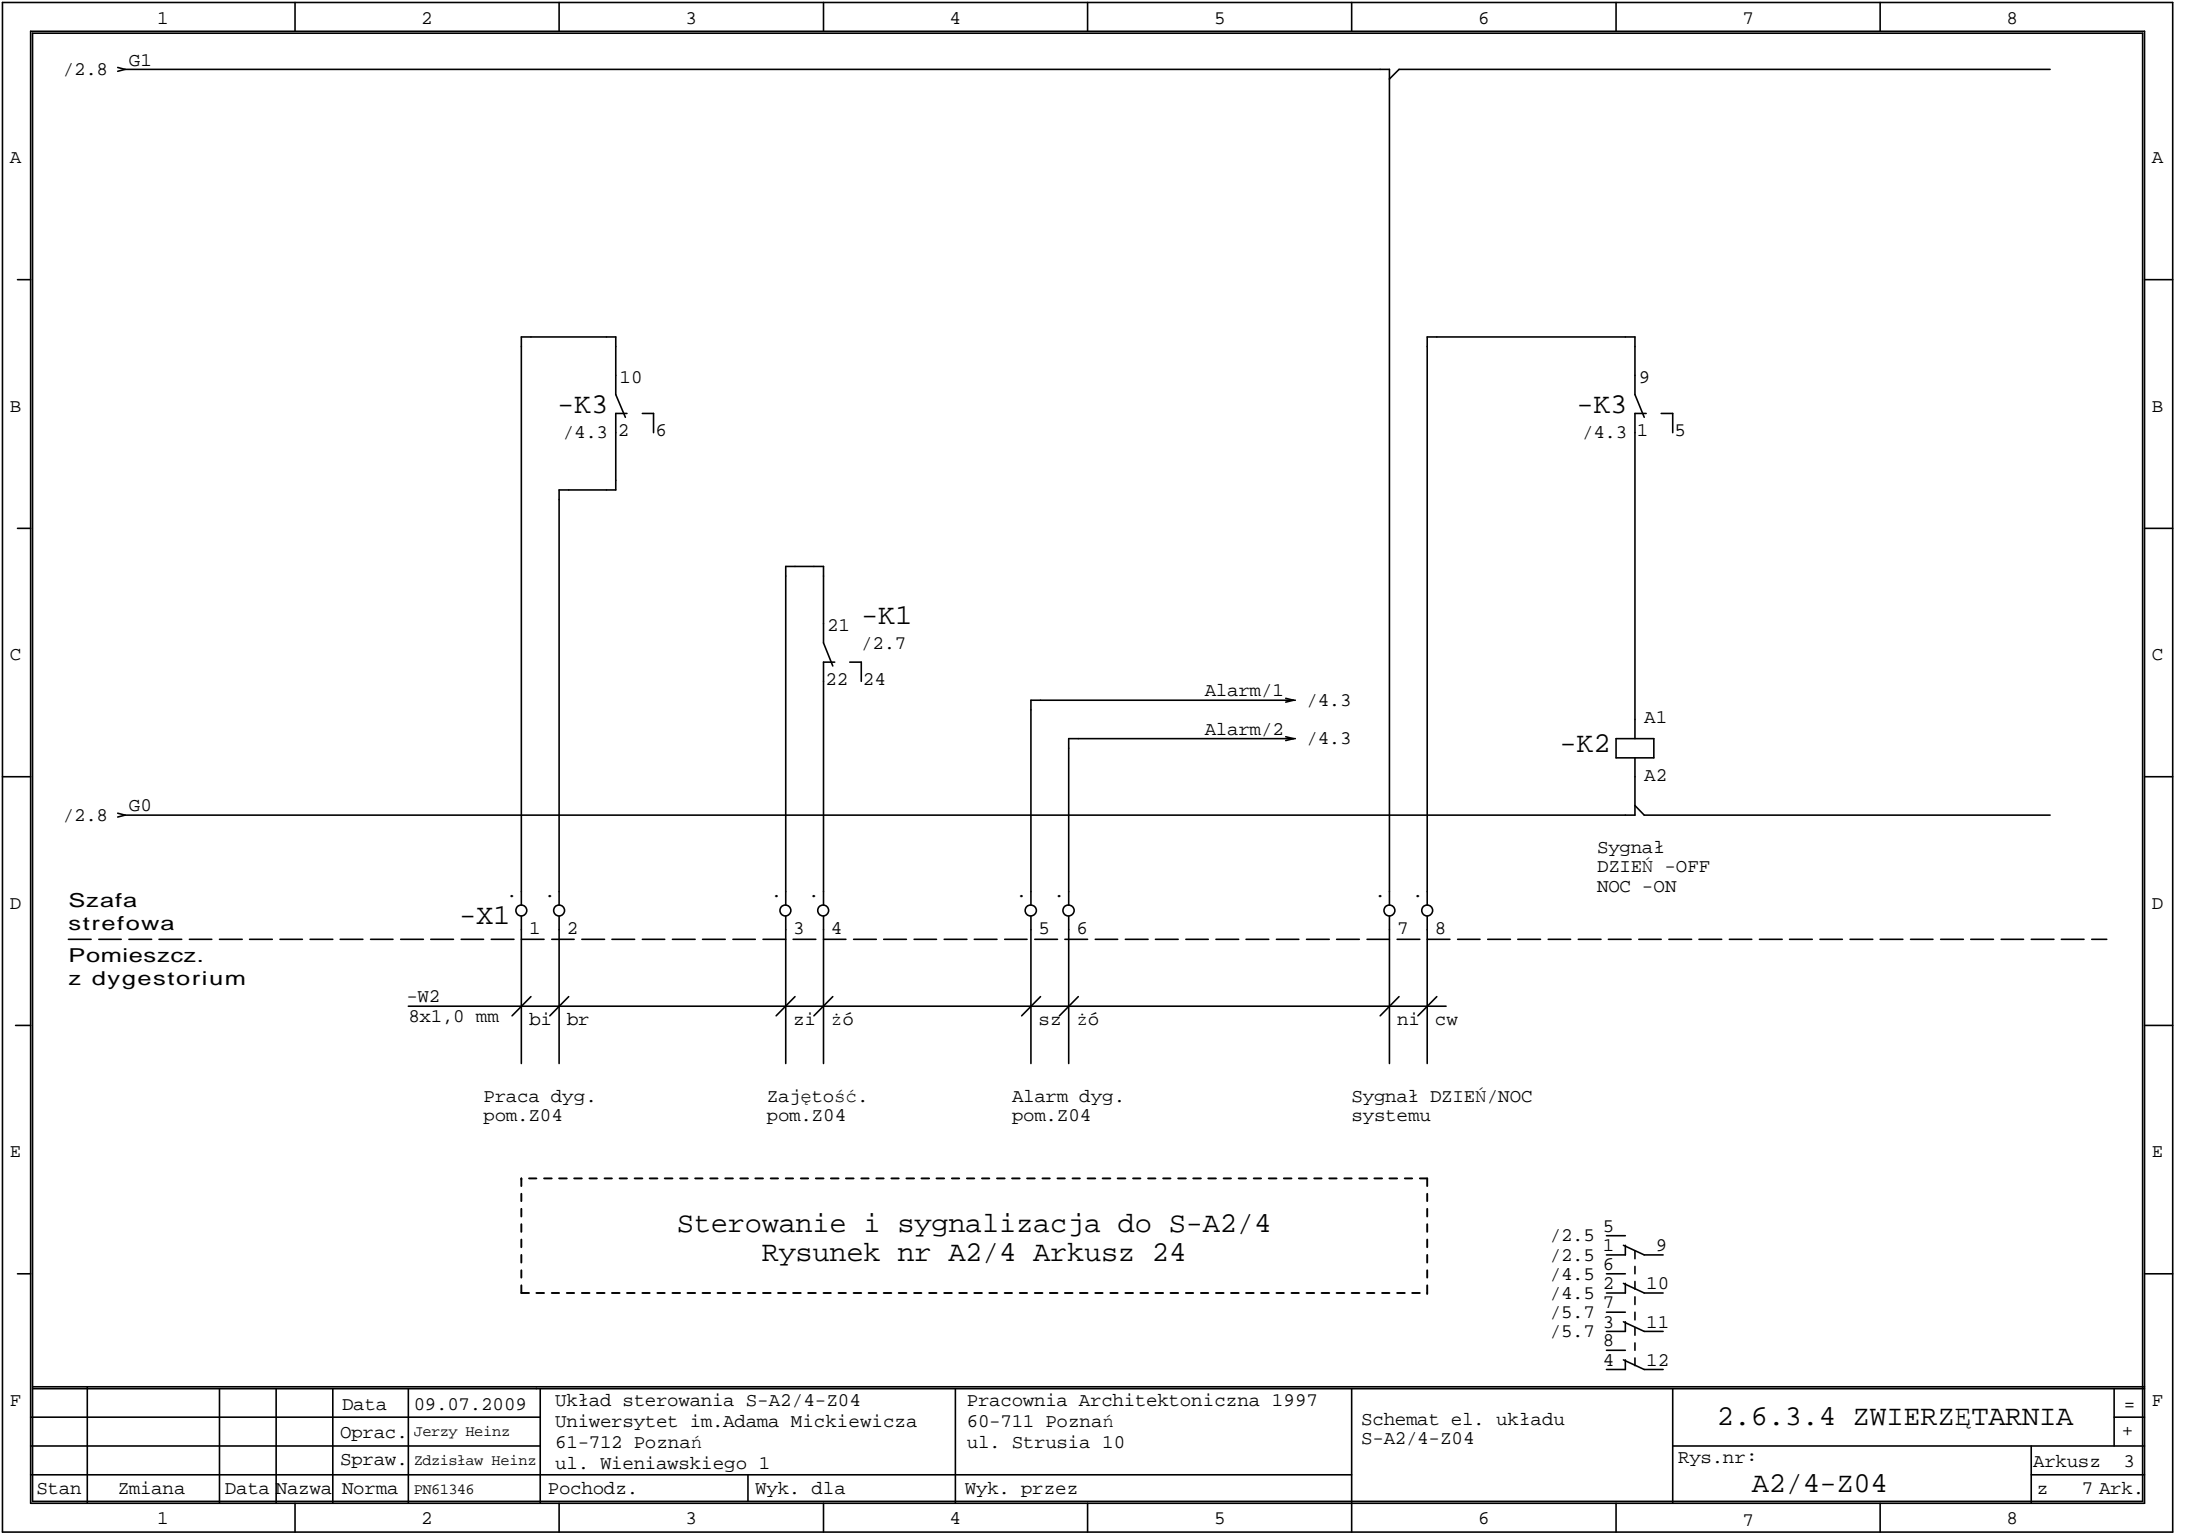 1 2 3 4 5 6 7 8
/2.8 G1
A A
10
-K3
/4.3 2 6
9
-K3
/4.3 1 5
B B
21 -K1
/2.7
22 24
C C
Alarm/1 /4.3
Alarm/2 /4.3
A1
-K2
A2
/2.8 G0
Sygnał
DZIEŃ -OFF
NOC -ON
D D
Szafa
strefowa
-X1 1 2 3 4 5 6 7 8
Pomieszcz.
z dygestorium
-W2
8x1,0 mm bi br zi żó sz żó ni cw
Praca dyg.
pom.Z04
Zajętość.
pom.Z04
Alarm dyg.
pom.Z04
Sygnał DZIEŃ/NOC
systemu
E E
Sterowanie i sygnalizacja do S-A2/4
Rysunek nr A2/4 Arkusz 24
/2.5 5
/2.5 1 9
/4.5 6
/4.5 2 10
/5.7 7
/5.7 3 11
8
4 12
F F
Data 09.07.2009
Oprac. Jerzy Heinz
Spraw. Zdzisław Heinz
Stan Zmiana Data Nazwa Norma PN61346
Układ sterowania S-A2/4-Z04
Uniwersytet im.Adama Mickiewicza
61-712 Poznań
ul. Wieniawskiego 1
Pochodz. Wyk. dla
Pracownia Architektoniczna 1997
60-711 Poznań
ul. Strusia 10
Wyk. przez
Schemat el. układu
S-A2/4-Z04
2.6.3.4 ZWIERZĘTARNIA
=
+
Rys.nr:
A2/4-Z04
Arkusz 3
z 7 Ark.
1 2 3 4 5 6 7 8